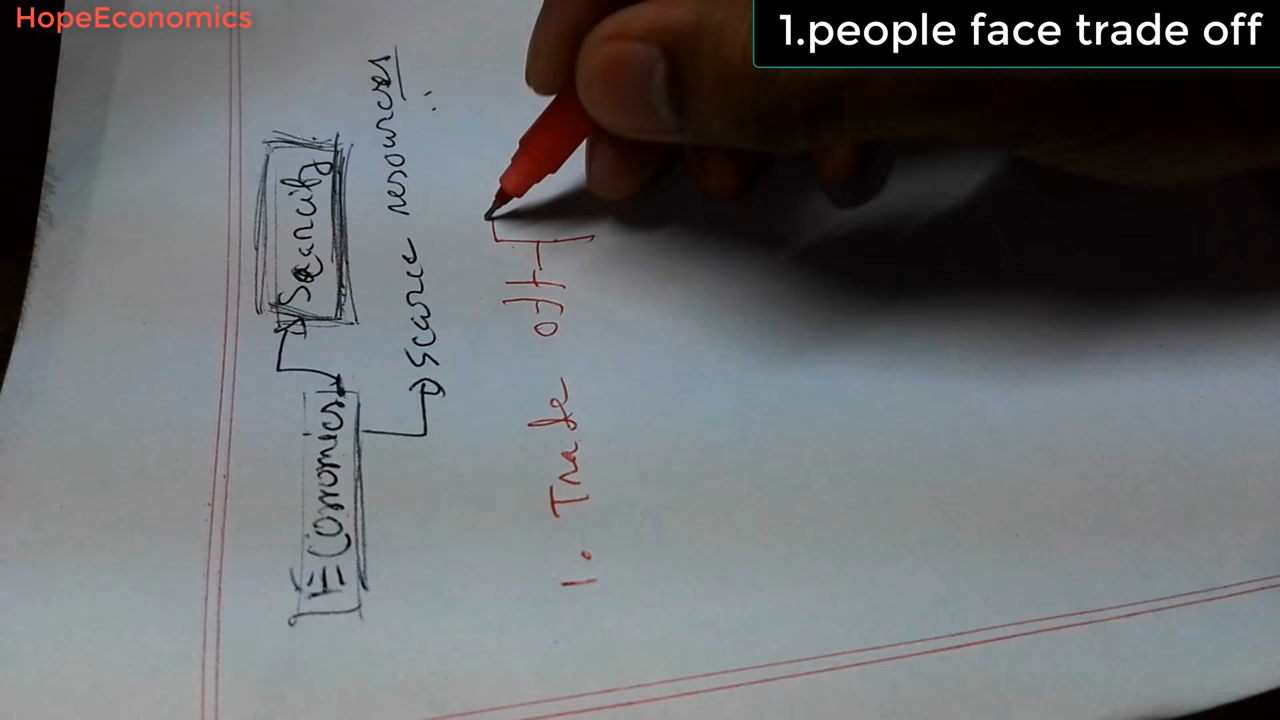 HopeEconomics
1.people face trade off
Economics
Scarcity
Scarce resources
1. Trade off